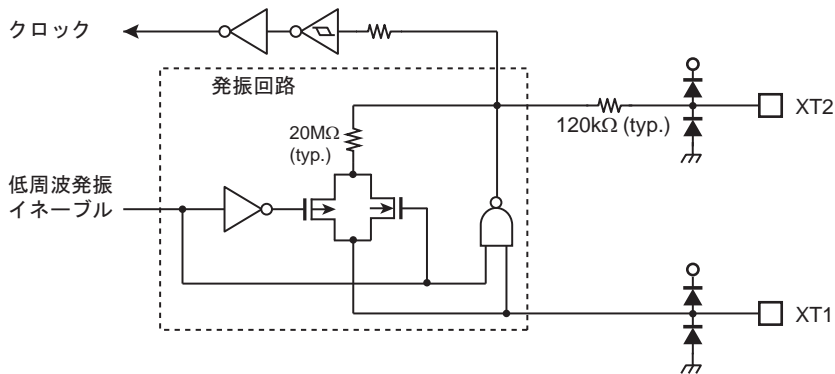 クロック
発振回路
XT2
120kΩ (typ.)
20MΩ
(typ.)
低周波発振
イネーブル
XT1